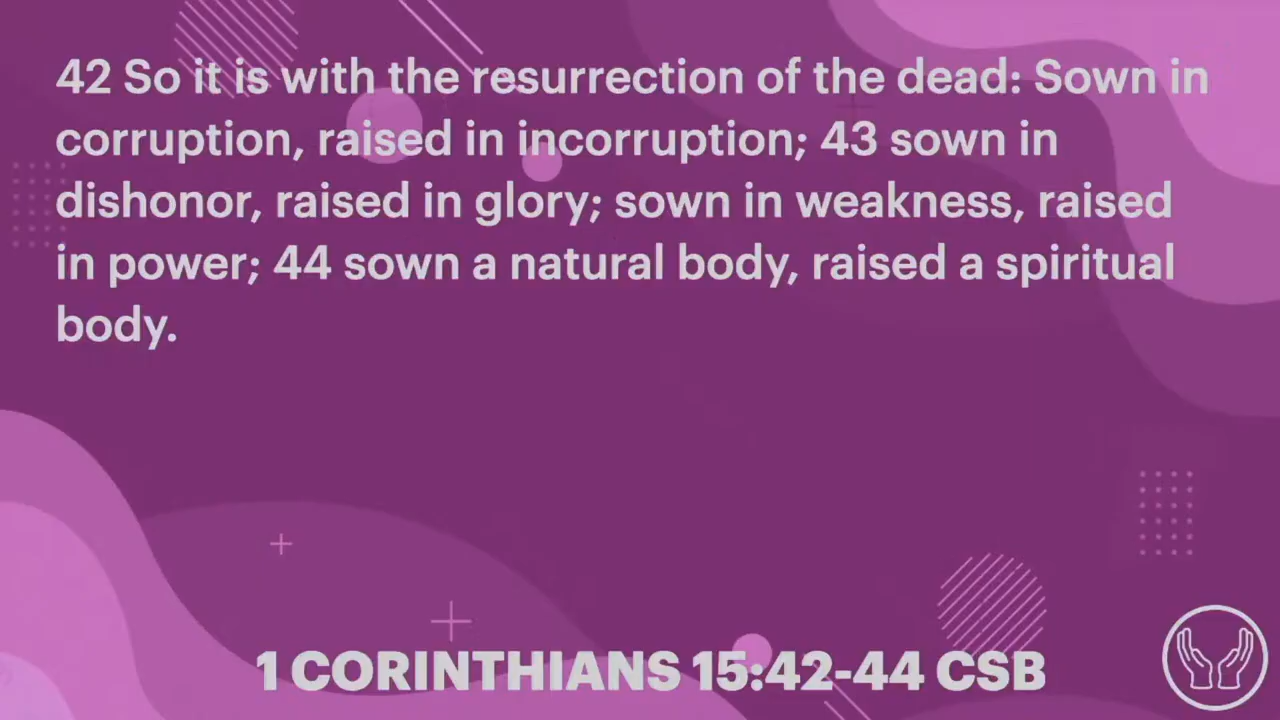 42 So it is with the resurrection of the dead: Sown in
corruption, raised in incorruption; 43 sown in
dishonor, raised in glory; sown in weakness, raised
in power; 44 sown a natural body, raised a spiritual
body.
1 CORINTHIANS 15:42-44 CSB